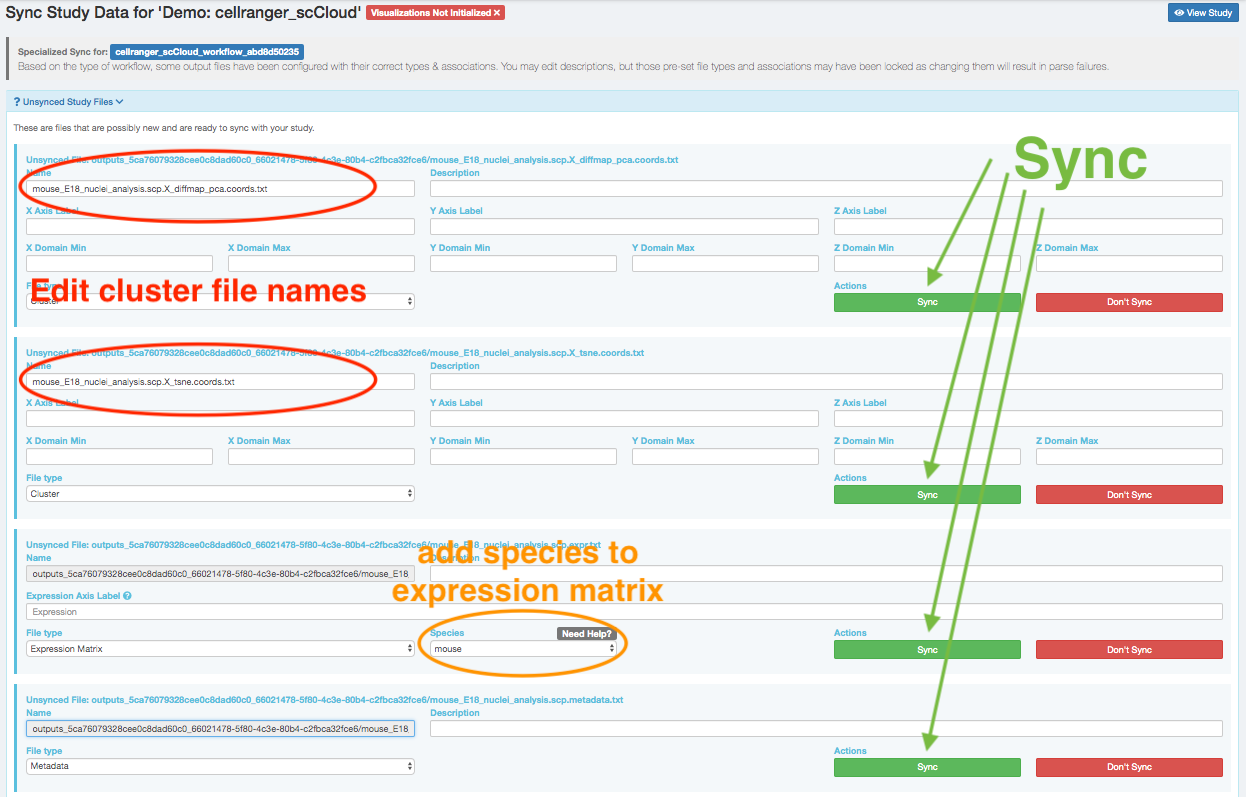 Sync Study Data for 'Demo: cellranger_scCloud' Visualizations Not Initialized ✕
View Study
Specialized Sync for: cellranger_scCloud_workflow_abd8d50235
Based on the type of workflow, some output files have been configured with their correct types & associations. You may edit descriptions, but those pre-set file types and associations may have been locked as changing them will result in parse failures.
? Unsynced Study Files
These are files that are possibly new and are ready to sync with your study.
Sync
Unsynced File: outputs_5ca76079328cee0c8dad60c0_66021478-5f80-4c3e-80b4-c2fbca32fce6/mouse_E18_nuclei_analysis.scp.X_diffmap_pca.coords.txt
Name Description
mouse_E18_nuclei_analysis.scp.X_diffmap_pca.coords.txt
X Axis Label Y Axis Label Z Axis Label
X Domain Min X Domain Max Y Domain Min Y Domain Max Z Domain Min Z Domain Max
Edit cluster file names
File type Actions
Cluster Sync Don't Sync
Unsynced File: outputs_5ca76079328cee0c8dad60c0_66021478-5f80-4c3e-80b4-c2fbca32fce6/mouse_E18_nuclei_analysis.scp.X_tsne.coords.txt
Name Description
mouse_E18_nuclei_analysis.scp.X_tsne.coords.txt
X Axis Label Y Axis Label Z Axis Label
X Domain Min X Domain Max Y Domain Min Y Domain Max Z Domain Min Z Domain Max
File type Actions
Cluster Sync Don't Sync
Unsynced File: outputs_5ca76079328cee0c8dad60c0_66021478-5f80-4c3e-80b4-c2fbca32fce6/mouse_E18_nuclei_analysis.scp.expr.txt
Name Description
add species to
expression matrix
outputs_5ca76079328cee0c8dad60c0_66021478-5f80-4c3e-80b4-c2fbca32fce6/mouse_E18_
Expression Axis Label ?
Expression
File type Species Need Help? Actions
Expression Matrix mouse Sync Don't Sync
Unsynced File: outputs_5ca76079328cee0c8dad60c0_66021478-5f80-4c3e-80b4-c2fbca32fce6/mouse_E18_nuclei_analysis.scp.metadata.txt
Name Description
outputs_5ca76079328cee0c8dad60c0_66021478-5f80-4c3e-80b4-c2fbca32fce6/mouse_E18_
File type Actions
Metadata Sync Don't Sync